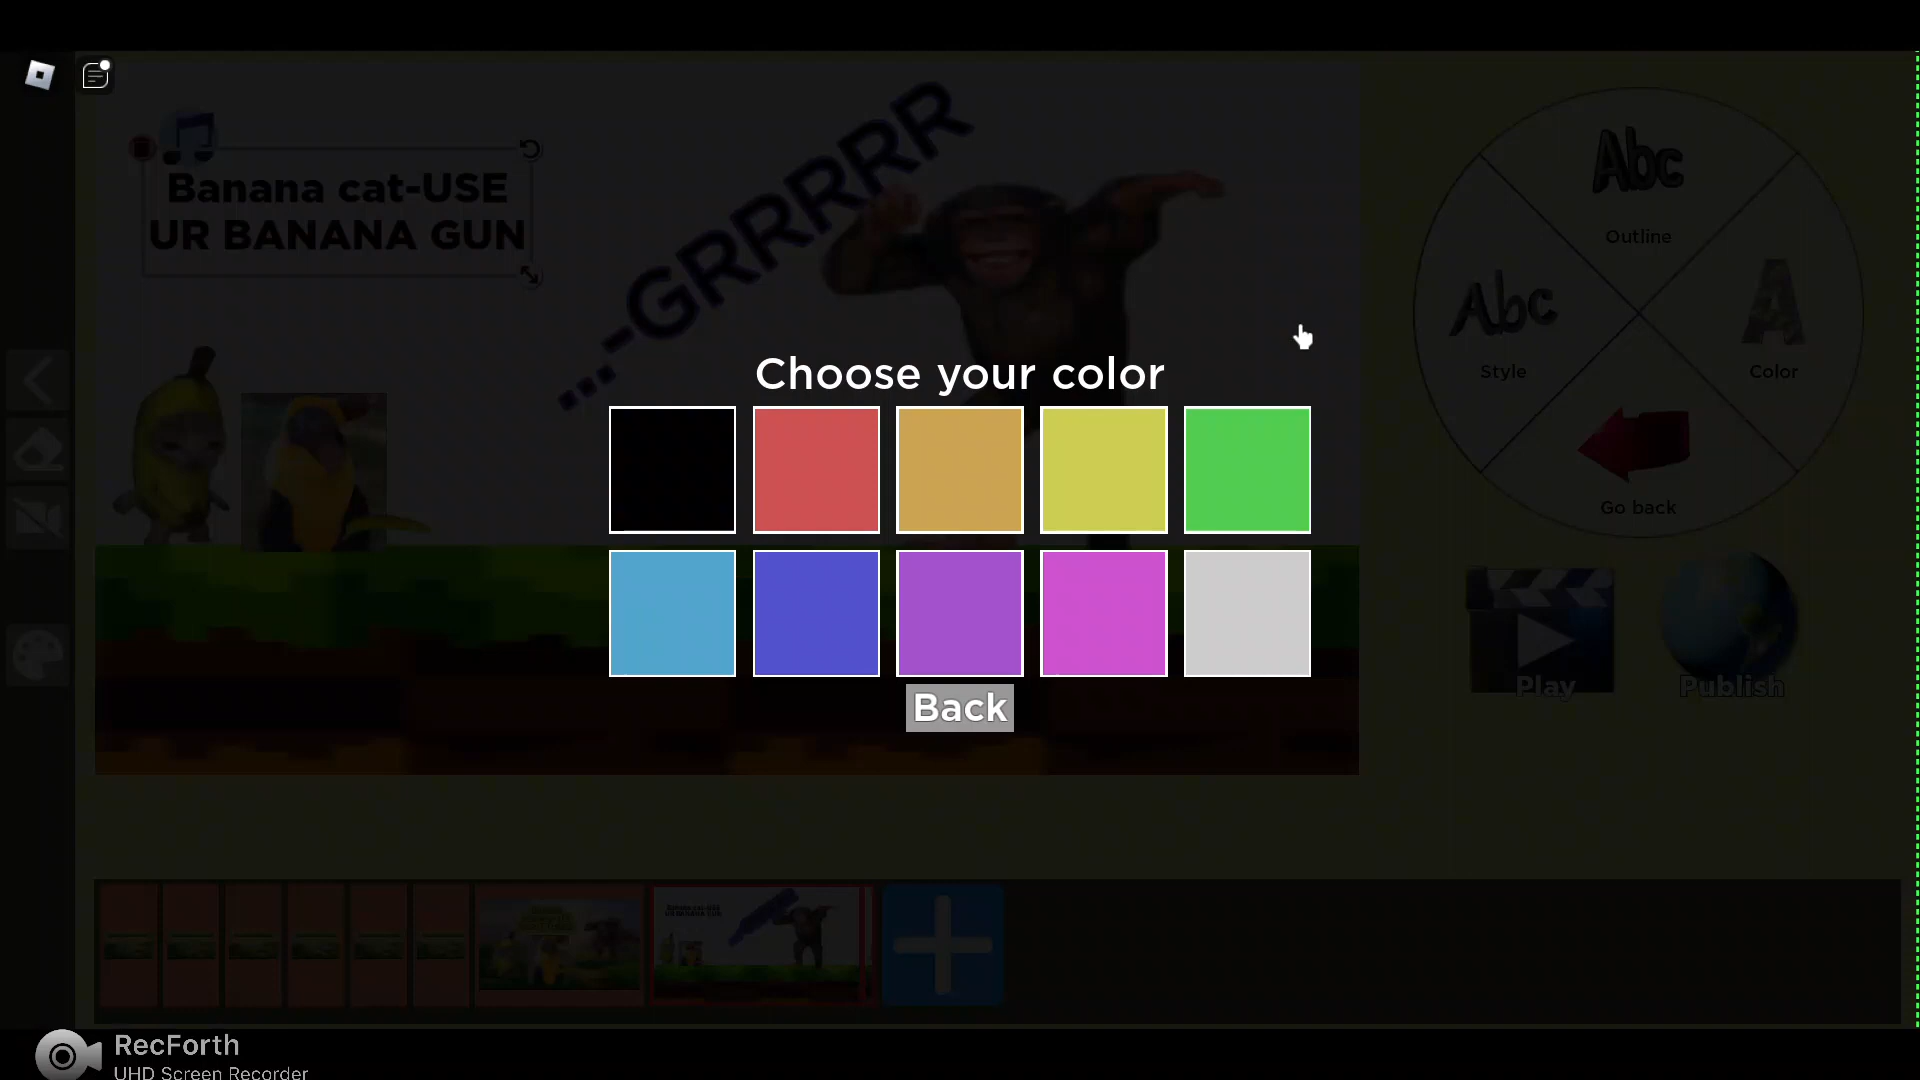 Banana cat-USE
UR BANANA GUN
...-GRRRRR
Abc
Outline
Abc
Style
A
Color
Go back
Choose your color
Back
Play
Publish
RecForth
UHD Screen Recorder